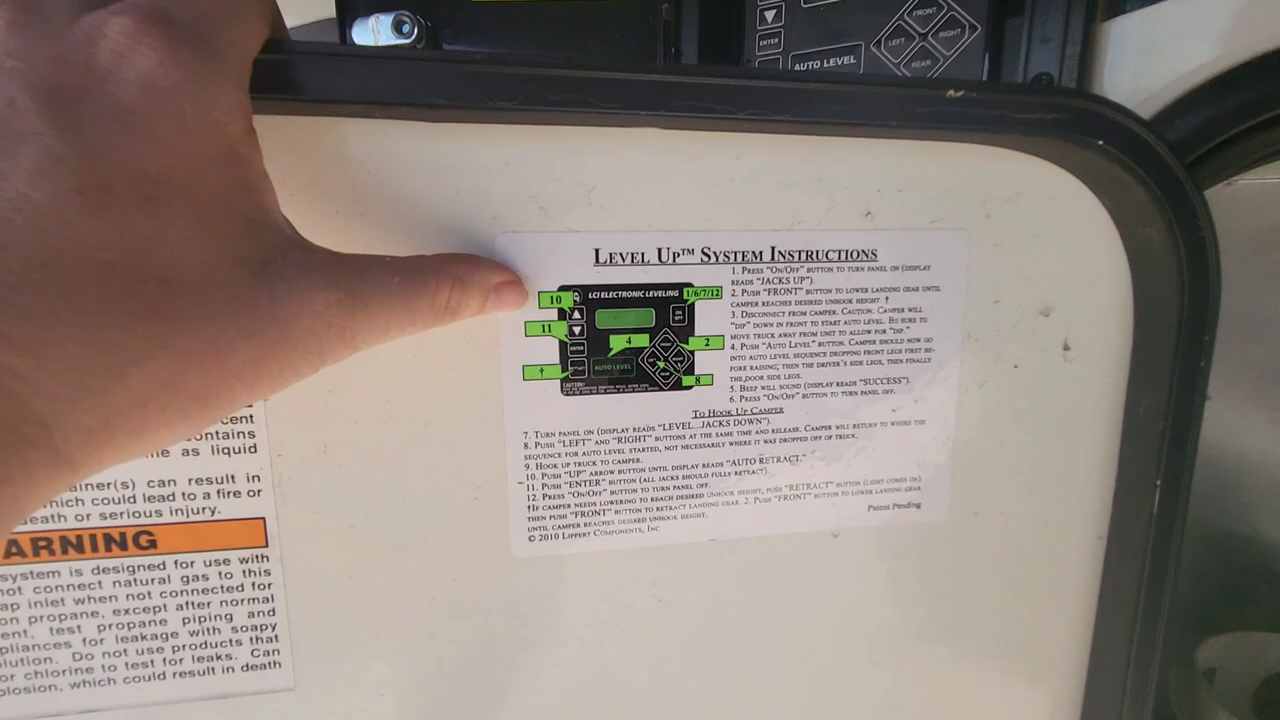 ENTER
AUTO LEVEL
FRONT
LEFT
RIGHT
REAR
LEVEL UP™ SYSTEM INSTRUCTIONS
10
11
†
LCI ELECTRONIC LEVELING
1/6/7/12
ON
OFF
4
2
8
ENTER
AUTO LEVEL
FRONT
RIGHT
REAR
CAUTION!
1. PRESS "ON/OFF" BUTTON TO TURN PANEL ON (DISPLAY
READS "JACKS UP").
2. PUSH "FRONT" BUTTON TO LOWER LANDING GEAR UNTIL
CAMPER REACHES DESIRED UNHOOK HEIGHT. †
3. DISCONNECT FROM CAMPER. CAUTION: CAMPER WILL
"DIP" DOWN IN FRONT TO START AUTO LEVEL. BE SURE TO
MOVE TRUCK AWAY FROM UNIT TO ALLOW FOR "DIP."
4. PUSH "AUTO LEVEL" BUTTON. CAMPER SHOULD NOW GO
INTO AUTO LEVEL SEQUENCE DROPPING FRONT LEGS FIRST BE-
FORE RAISING, THEN THE DRIVER'S SIDE LEGS, THEN FINALLY
THE DOOR SIDE LEGS.
5. BEEP WILL SOUND (DISPLAY READS "SUCCESS").
6. PRESS "ON/OFF" BUTTON TO TURN PANEL OFF.
TO HOOK UP CAMPER
7. TURN PANEL ON (DISPLAY READS "LEVEL...JACKS DOWN").
8. PUSH "LEFT" AND "RIGHT" BUTTONS AT THE SAME TIME AND RELEASE. CAMPER WILL RETURN TO WHERE THE
SEQUENCE FOR AUTO LEVEL STARTED, NOT NECESSARILY WHERE IT WAS DROPPED OFF OF TRUCK.
9. HOOK UP TRUCK TO CAMPER.
10. PUSH "UP" ARROW BUTTON UNTIL DISPLAY READS "AUTO RETRACT."
11. PUSH "ENTER" BUTTON (ALL JACKS SHOULD FULLY RETRACT).
12. PRESS "ON/OFF" BUTTON TO TURN PANEL OFF.
†IF CAMPER NEEDS LOWERING TO REACH DESIRED UNHOOK HEIGHT, PUSH "RETRACT" BUTTON (LIGHT COMES ON)
THEN PUSH "FRONT" BUTTON TO RETRACT LANDING GEAR. 2. PUSH "FRONT" BUTTON TO LOWER LANDING GEAR
UNTIL CAMPER REACHES DESIRED UNHOOK HEIGHT.
© 2010 LIPPERT COMPONENTS, INC
Patent Pending
cent
ontains
me as liquid
ainer(s) can result in
which could lead to a fire or
death or serious injury.
ARNING
system is designed for use with
not connect natural gas to this
ap inlet when not connected for
on propane, except after normal
ent, test propane piping and
pliances for leakage with soapy
lution. Do not use products that
or chlorine to test for leaks. Can
plosion, which could result in death